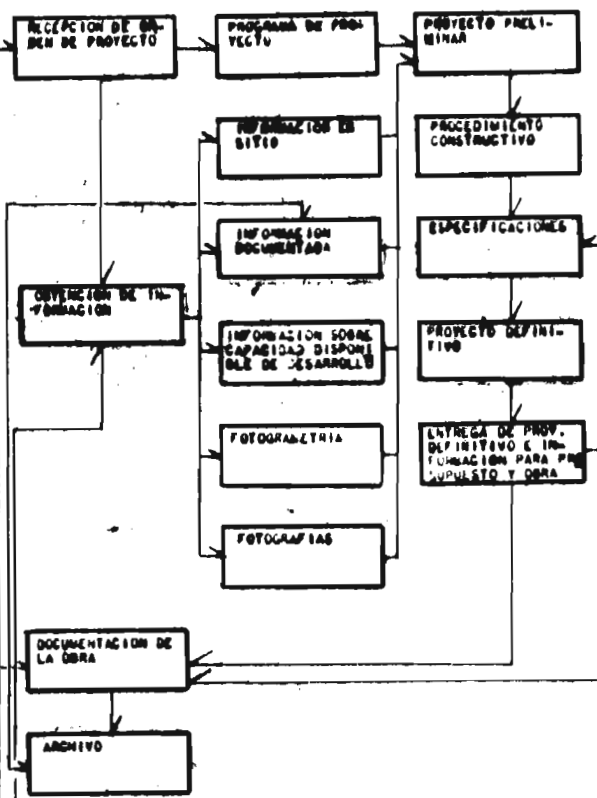 RECEPCION DE OR-
DEN DE PROYECTO
PROGRAMA DE PRO-
YECTO
PROYECTO PRELI-
MINAR
INFORMACION EN
SITIO
PROCEDIMIENTO
CONSTRUCTIVO
INFORMACION
DOCUMENTADA
ESPECIFICACIONES
OBTENCION DE IN-
FORMACION
INFORMACION SOBRE
CAPACIDAD DISPONI
BLE DE DESARROLLO
PROYECTO DEFINI-
TIVO
FOTOGRAMETRIA
ENTREGA DE PROY.
DEFINITIVO E IN-
FORMACION PARA PRE
SUPUESTO Y OBRA
FOTOGRAFIAS
DOCUMENTACION DE
LA OBRA
ARCHIVO